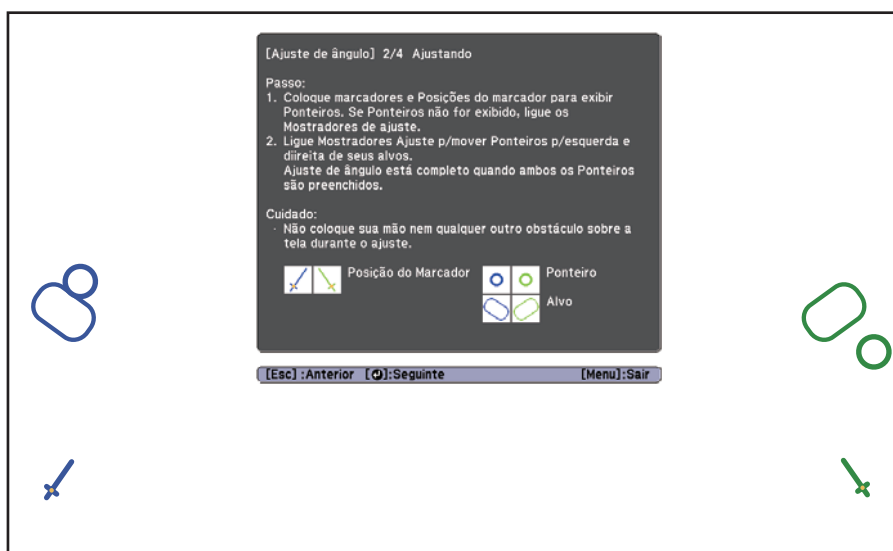 [Ajuste de ângulo] 2/4 Ajustando
Passo:
1. Coloque marcadores e Posições do marcador para exibir
Ponteiros. Se Ponteiros não for exibido, ligue os
Mostradores de ajuste.
2. Ligue Mostradores Ajuste p/mover Ponteiros p/esquerda e
diireita de seus alvos.
Ajuste de ângulo está completo quando ambos os Ponteiros
são preenchidos.
Cuidado:
· Não coloque sua mão nem qualquer outro obstáculo sobre a
tela durante o ajuste.
Posição do Marcador
Ponteiro
Alvo
[Esc] :Anterior [↵]:Seguinte [Menu]:Sair